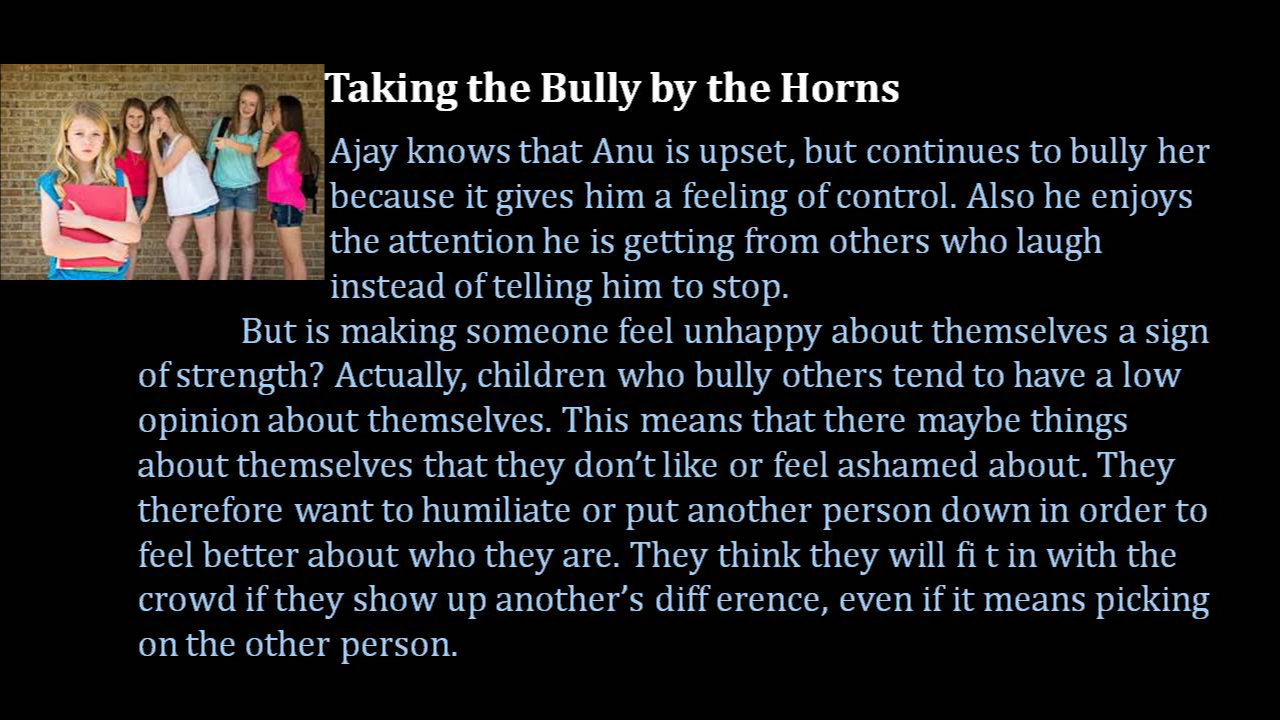 Taking the Bully by the Horns
Ajay knows that Anu is upset, but continues to bully her
because it gives him a feeling of control. Also he enjoys
the attention he is getting from others who laugh
instead of telling him to stop.
But is making someone feel unhappy about themselves a sign
of strength? Actually, children who bully others tend to have a low
opinion about themselves. This means that there maybe things
about themselves that they don’t like or feel ashamed about. They
therefore want to humiliate or put another person down in order to
feel better about who they are. They think they will fi t in with the
crowd if they show up another’s diff erence, even if it means picking
on the other person.